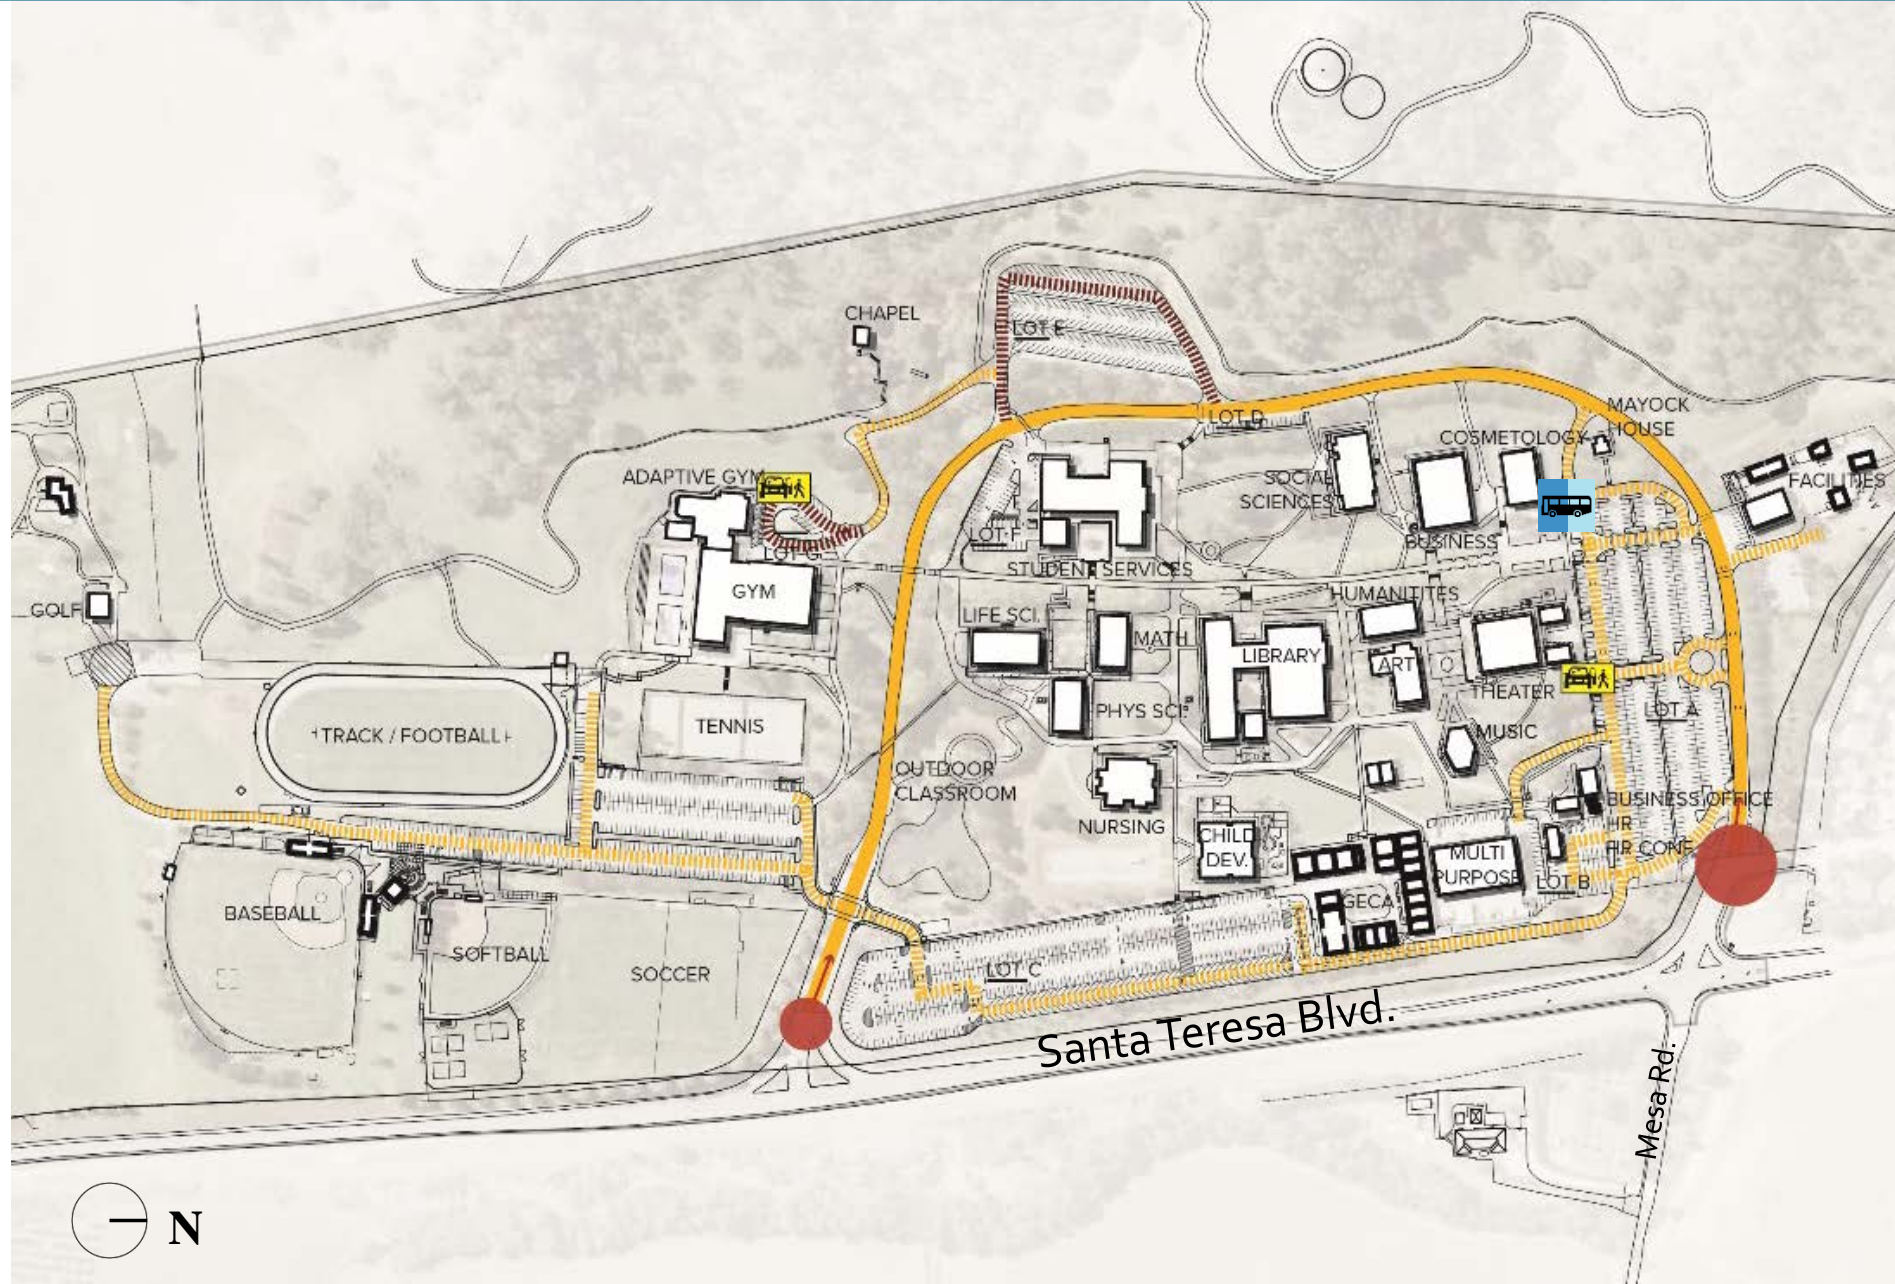 CHAPEL
LOT E
LOT D
MAYOCK
HOUSE
COSMETOLOGY
ADAPTIVE GYM
SOCIAL
SCIENCES
FACILITIES
LOT F
LOT G
BUSINESS
STUDENT SERVICES
GYM
HUMANITITES
GOLF
LIFE SCI.
MATH
LIBRARY
ART
THEATER
PHYS SCI.
LOT A
TRACK / FOOTBALL
TENNIS
MUSIC
OUTDOOR
CLASSROOM
BUSINESS OFFICE
HR
HR CONF
NURSING
CHILD
DEV.
MULTI
PURPOSE
LOT B
GECA
BASEBALL
SOFTBALL
SOCCER
LOT C
Santa Teresa Blvd.
Mesa Rd.
N